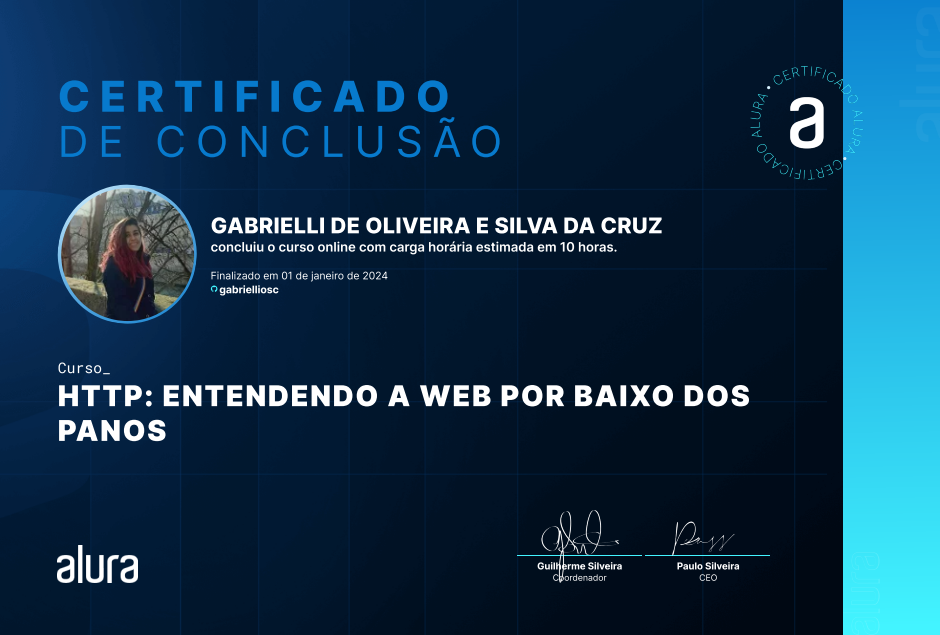 CERTIFICADO
DE CONCLUSÃO
CERTIFICADO ALURA • CERTIFICADO ALURA •
a
GABRIELLI DE OLIVEIRA E SILVA DA CRUZ
concluiu o curso online com carga horária estimada em 10 horas.
Finalizado em 01 de janeiro de 2024
gabrielliosc
Curso_
HTTP: ENTENDENDO A WEB POR BAIXO DOS
PANOS
alura
Guilherme Silveira
Coordenador
Paulo Silveira
CEO
alura
alura